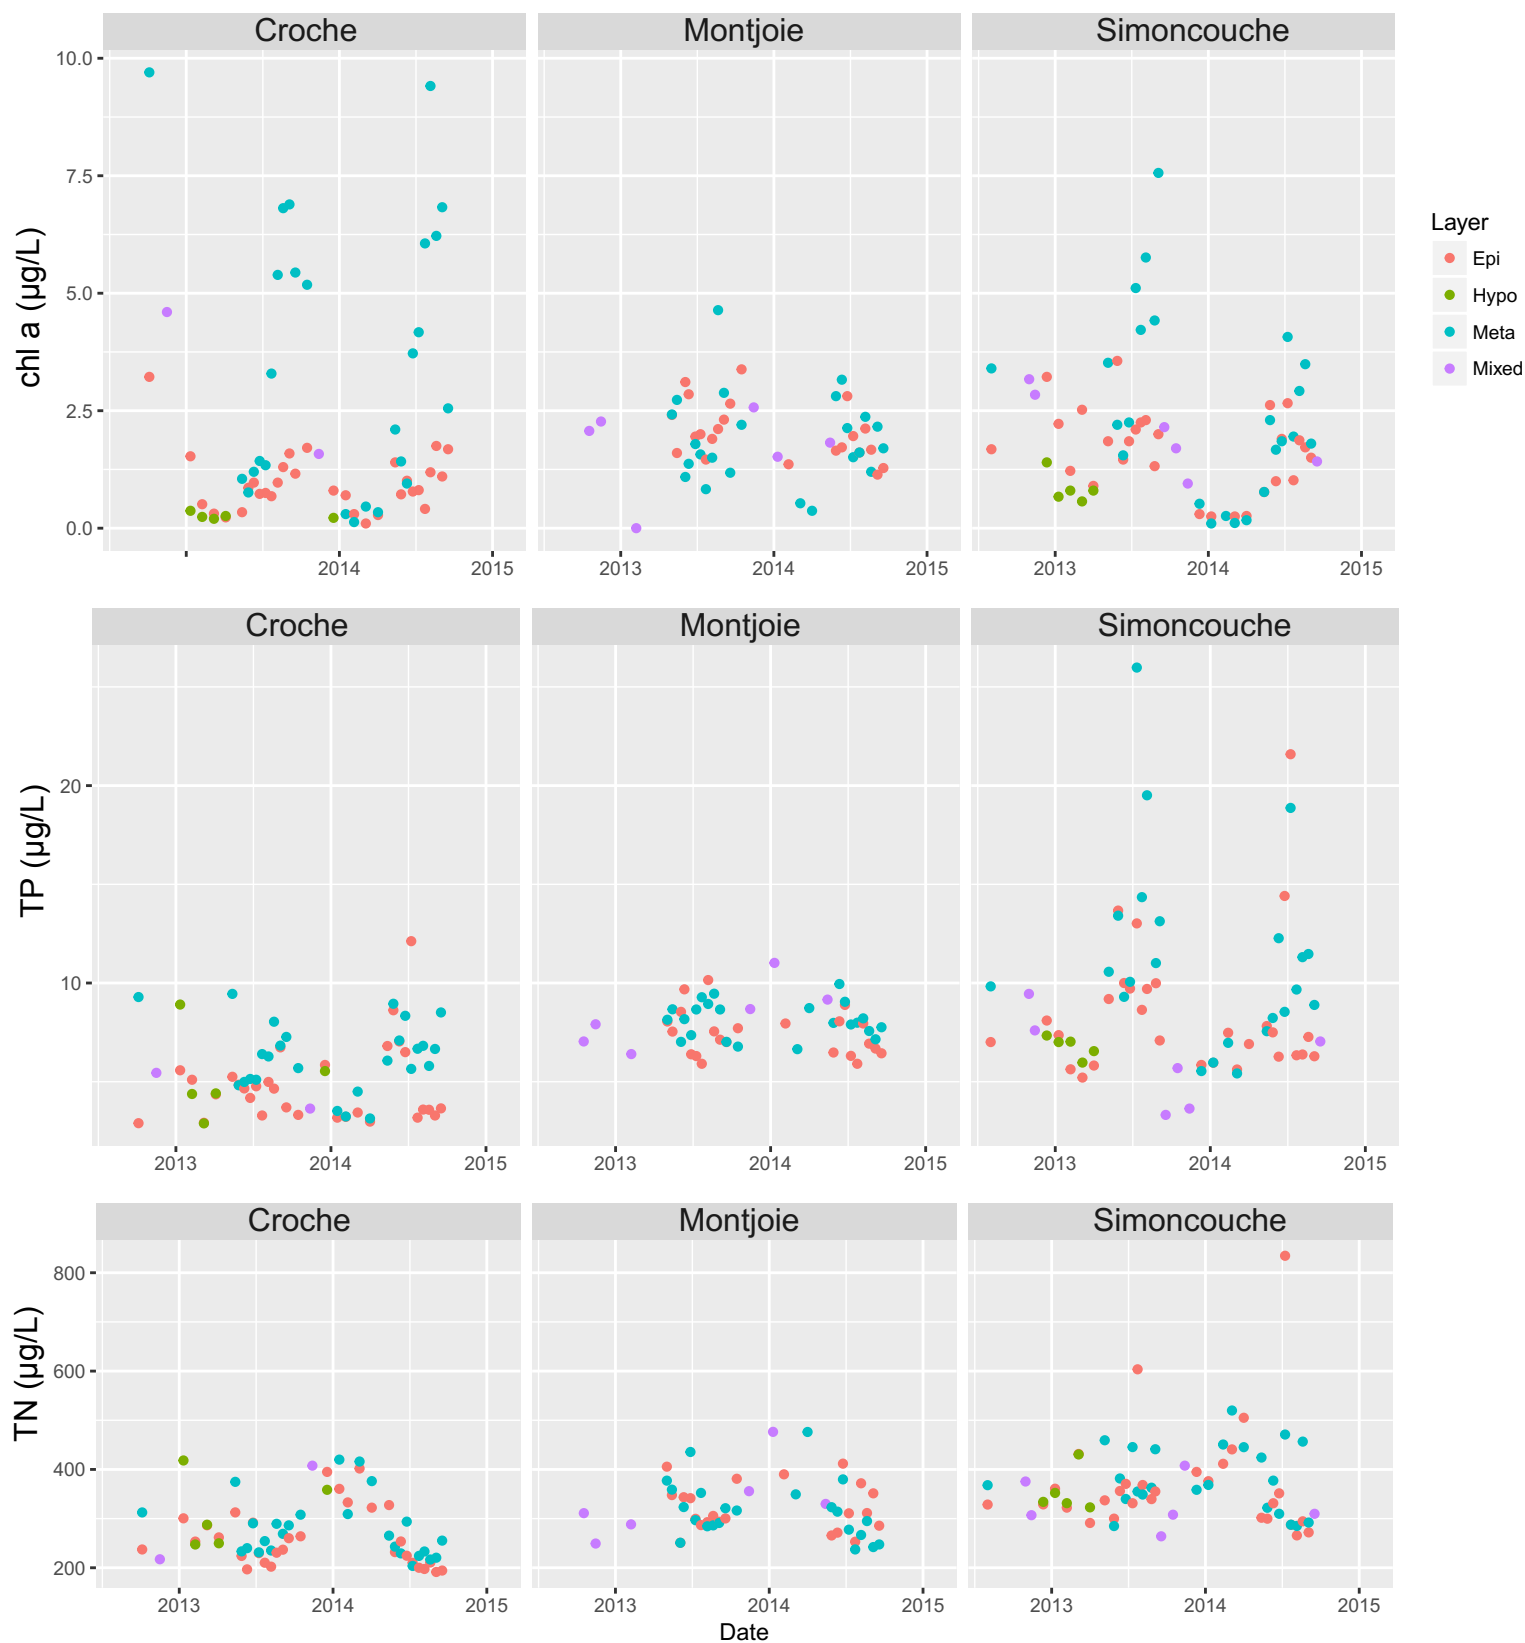 Croche Montjoie Simoncouche
chl a (µg/L)
10.0
7.5
5.0
2.5
0.0
2014 2015 2013 2014 2015 2013 2014 2015
Layer
Epi
Hypo
Meta
Mixed
Croche Montjoie Simoncouche
TP (µg/L)
20
10
2013 2014 2015 2013 2014 2015 2013 2014 2015
Croche Montjoie Simoncouche
TN (µg/L)
800
600
400
200
2013 2014 2015 2013 2014 2015 2013 2014 2015
Date